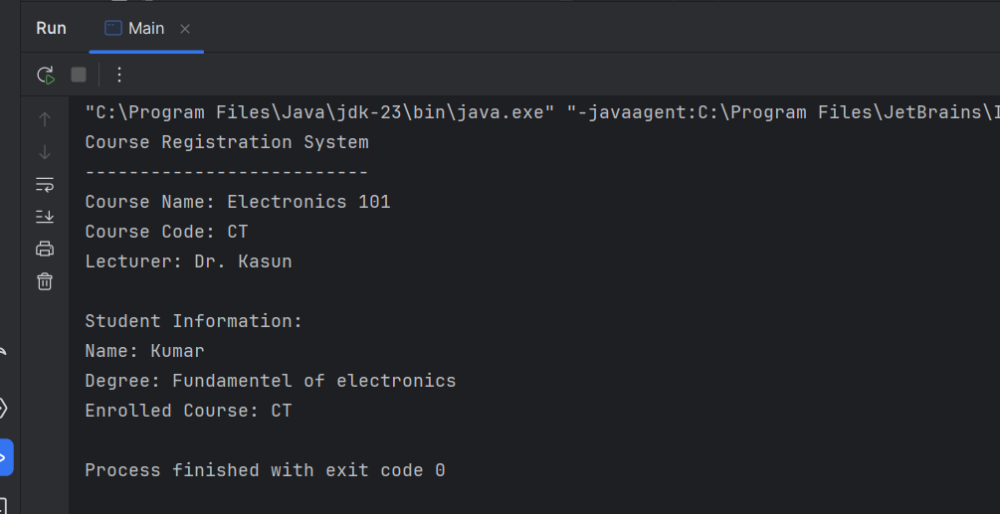 Run Main
"C:\Program Files\Java\jdk-23\bin\java.exe" "-javaagent:C:\Program Files\JetBrains\
Course Registration System
--------------------------
Course Name: Electronics 101
Course Code: CT
Lecturer: Dr. Kasun
Student Information:
Name: Kumar
Degree: Fundamentel of electronics
Enrolled Course: CT
Process finished with exit code 0